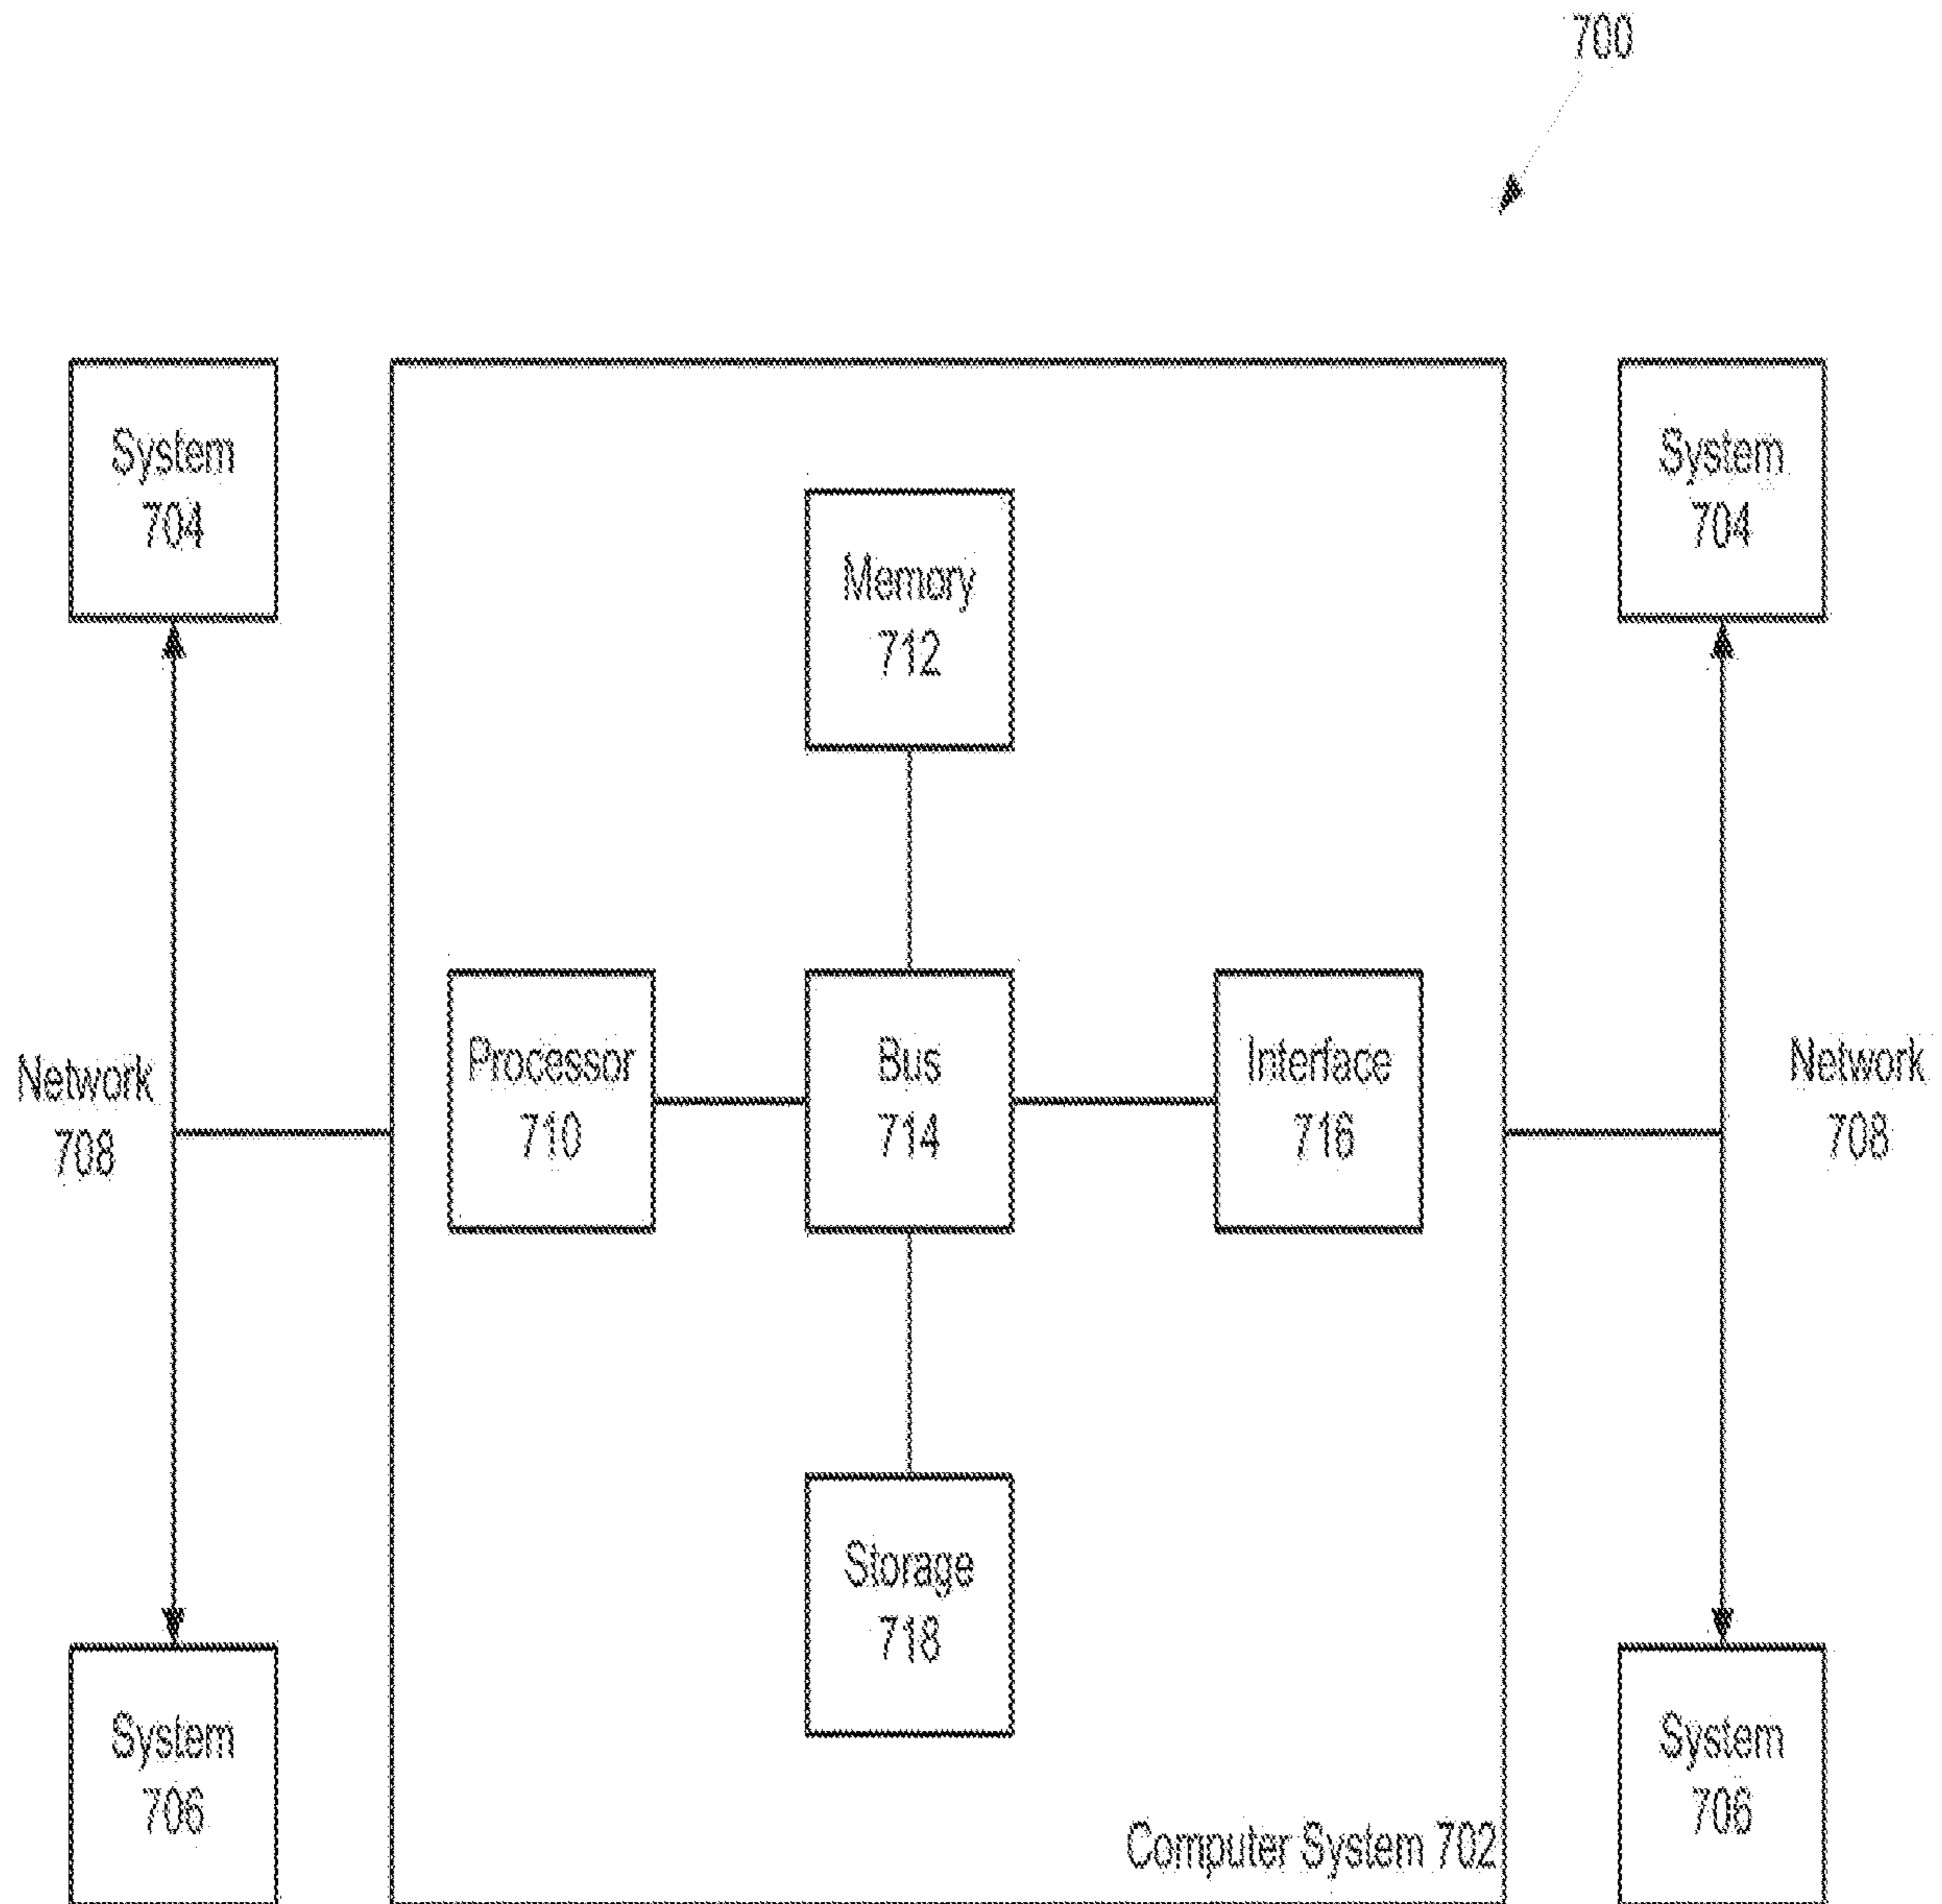 700
System
704
System
704
Memory
712
Network
708
Processor
710
Bus
714
Interface
716
Network
708
Storage
718
System
706
Computer System 702
System
706